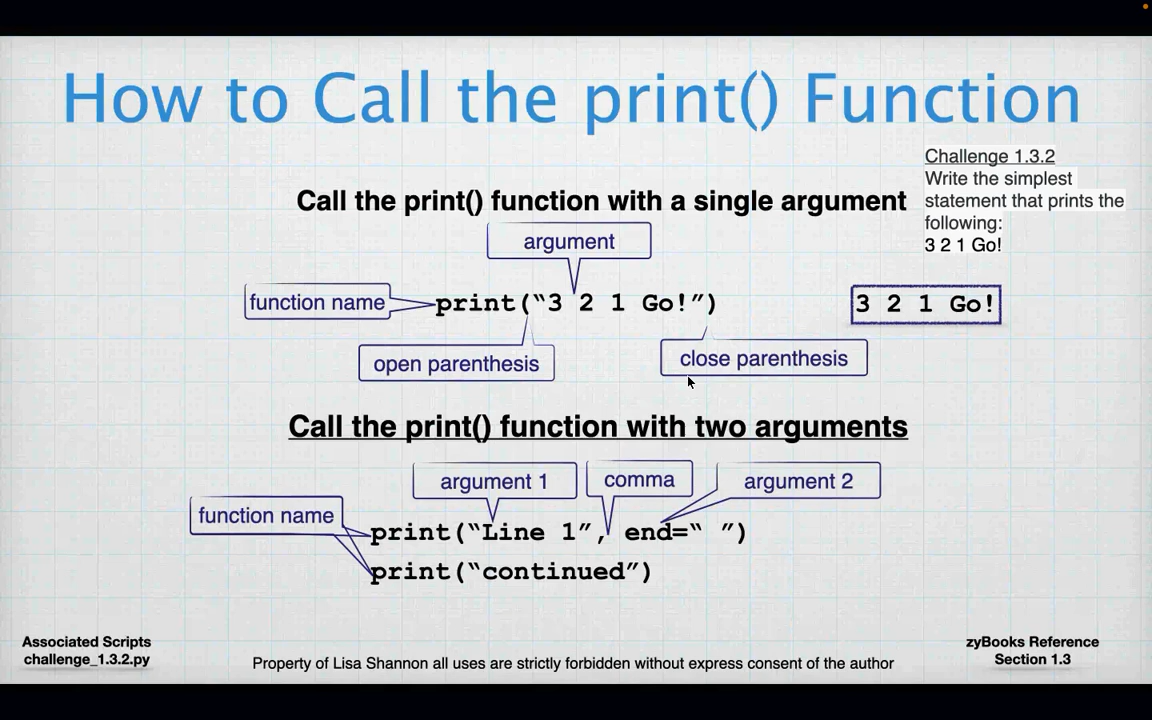 How to Call the print() Function
Challenge 1.3.2
Write the simplest
statement that prints the
following:
3 2 1 Go!
Call the print() function with a single argument
argument
function name
print(“3 2 1 Go!”)
3 2 1 Go!
open parenthesis
close parenthesis
Call the print() function with two arguments
argument 1
comma
argument 2
function name
print(“Line 1”, end=“ ”)
print(“continued”)
Associated Scripts
challenge_1.3.2.py
Property of Lisa Shannon all uses are strictly forbidden without express consent of the author
zyBooks Reference
Section 1.3